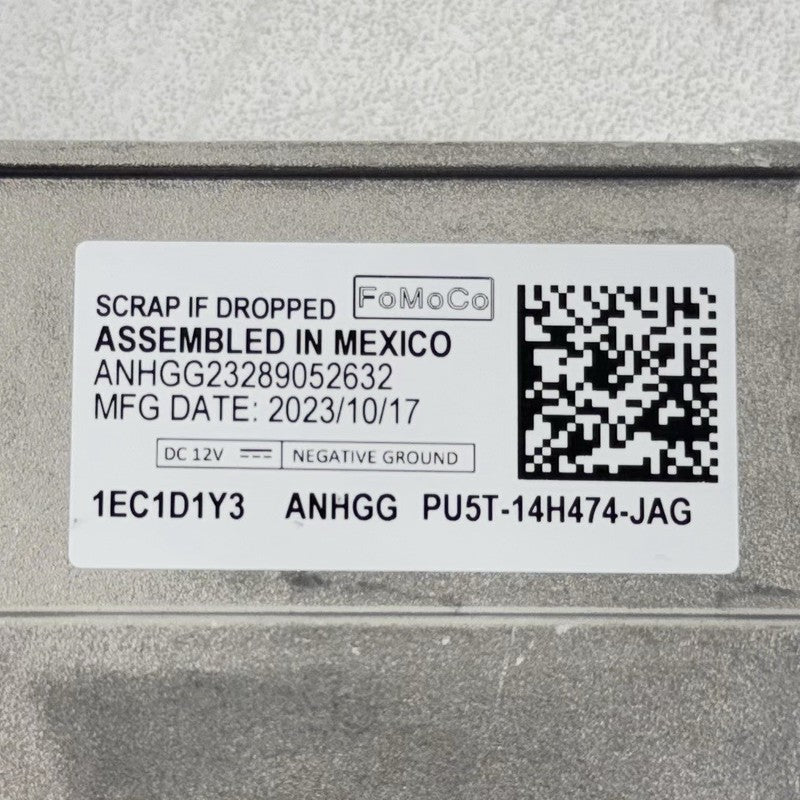 SCRAP IF DROPPED FoMoCo
ASSEMBLED IN MEXICO
ANHGG23289052632
MFG DATE: 2023/10/17
DC 12V NEGATIVE GROUND
1EC1D1Y3 ANHGG PU5T-14H474-JAG